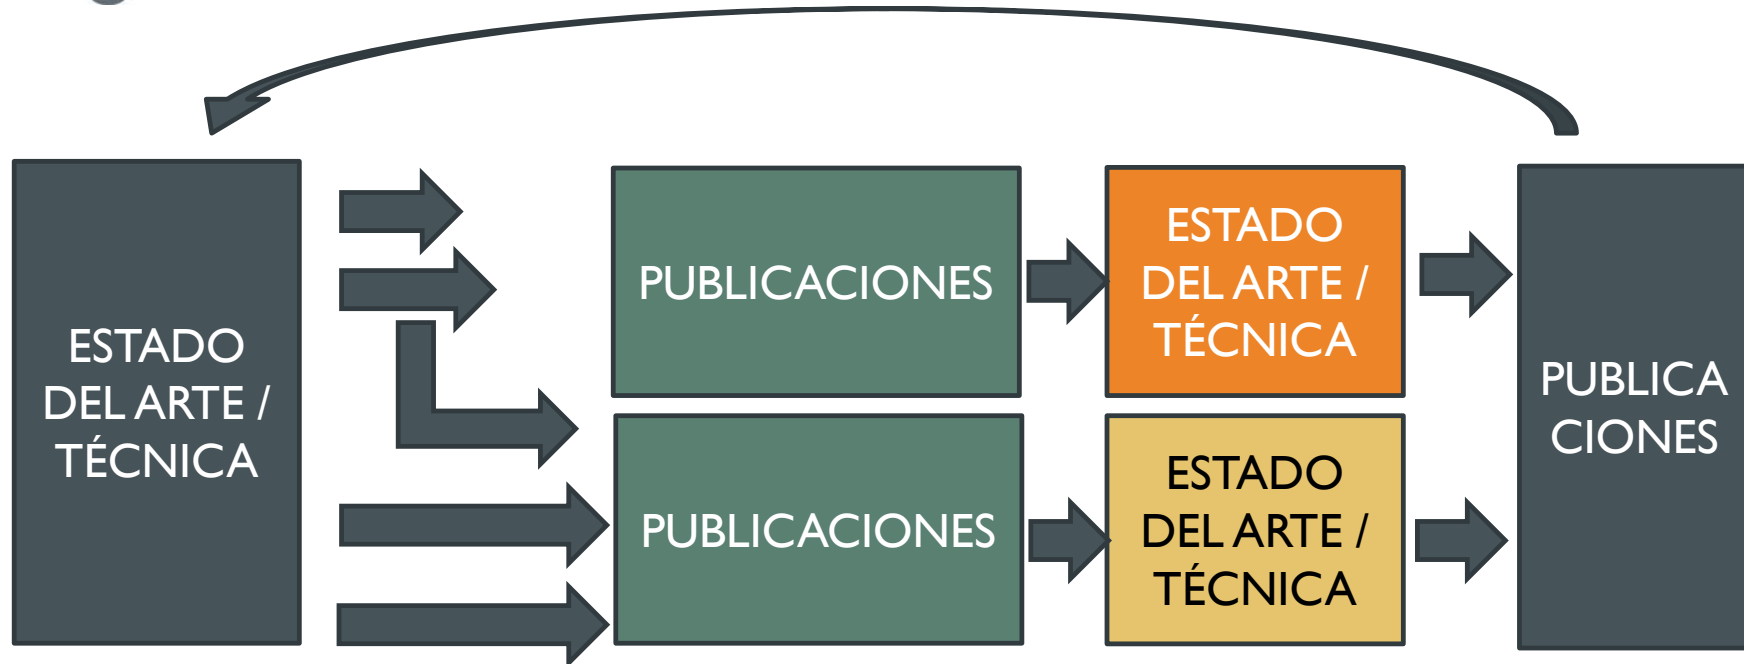 ESTADO
DEL ARTE /
TÉCNICA
PUBLICACIONES
ESTADO
DEL ARTE /
TÉCNICA
PUBLICACIONES
ESTADO
DEL ARTE /
TÉCNICA
PUBLICA
CIONES